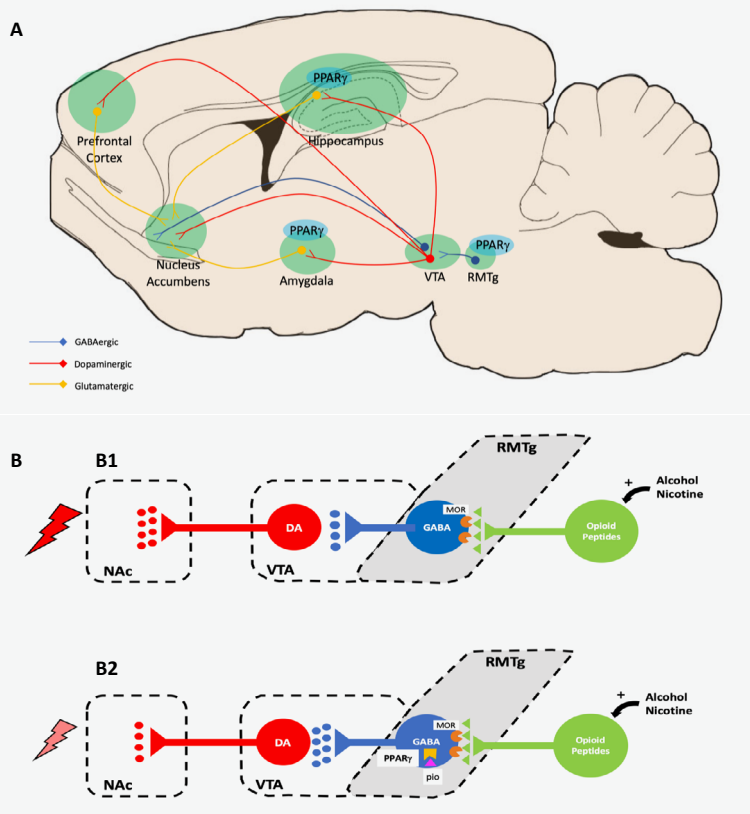 A
PPARγ
Prefrontal
Cortex
Hippocampus
PPARγ
PPARγ
Nucleus
Accumbens
Amygdala
VTA
RMTg
GABAergic
Dopaminergic
Glutamatergic
B
B1
RMTg
+
Alcohol
Nicotine
MOR
DA
GABA
Opioid
Peptides
NAc
VTA
B2
RMTg
+
Alcohol
Nicotine
MOR
DA
GABA
Opioid
Peptides
PPARγ
pio
NAc
VTA